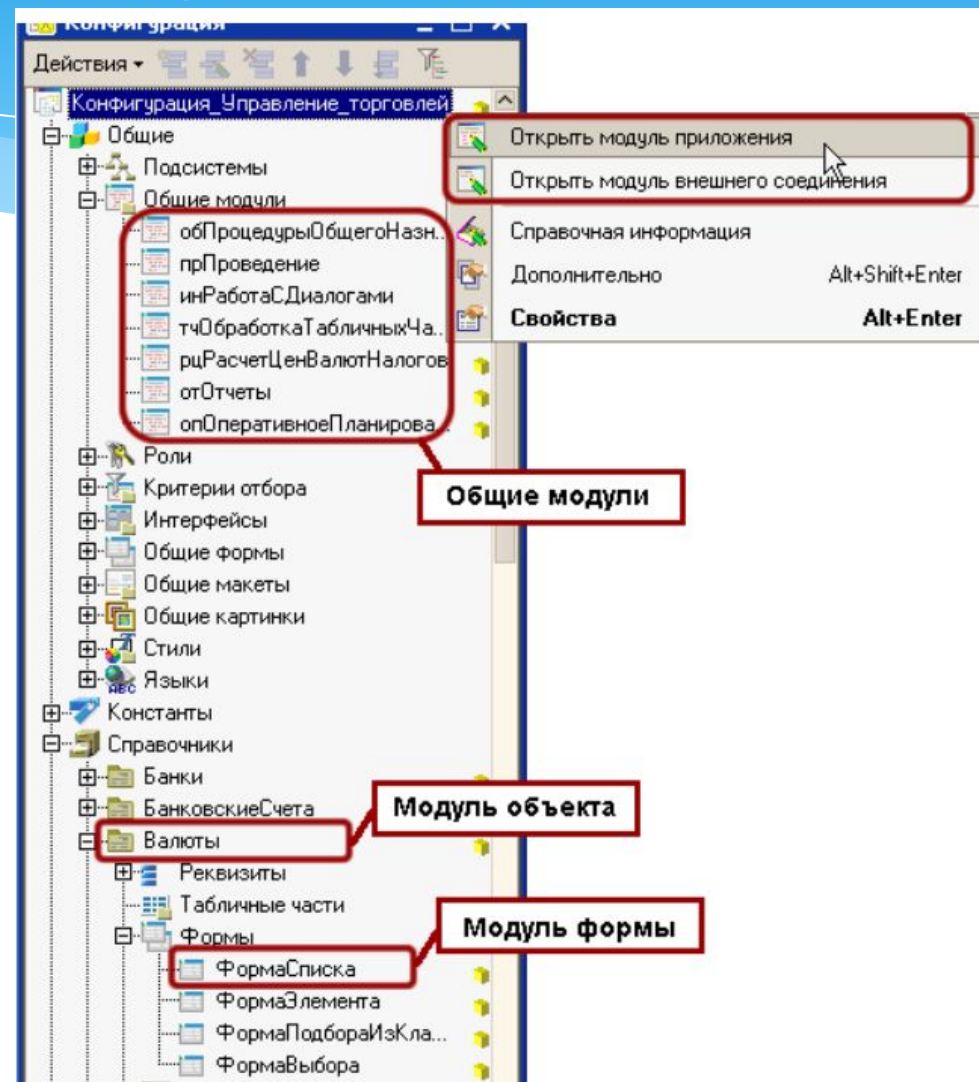 Конфигурация
Действия
Конфигурация_Управление_торговлей
Общие
Открыть модуль приложения
Подсистемы
Открыть модуль внешнего соединения
Общие модули
обПроцедурыОбщегоНазн...
Справочная информация
прПроведение
Дополнительно Alt+Shift+Enter
инРаботаСДиалогами
Свойства Alt+Enter
тчОбработкаТабличныхЧа...
рцРасчетЦенВалютНалогов
отОтчеты
опОперативноеПланирова...
Роли
Критерии отбора
Общие модули
Интерфейсы
Общие формы
Общие макеты
Общие картинки
Стили
Языки
Константы
Справочники
Банки
БанковскиеСчета
Модуль объекта
Валюты
Реквизиты
Табличные части
Модуль формы
Формы
ФормаСписка
ФормаЭлемента
ФормаПодбораИзКла...
ФормаВыбора